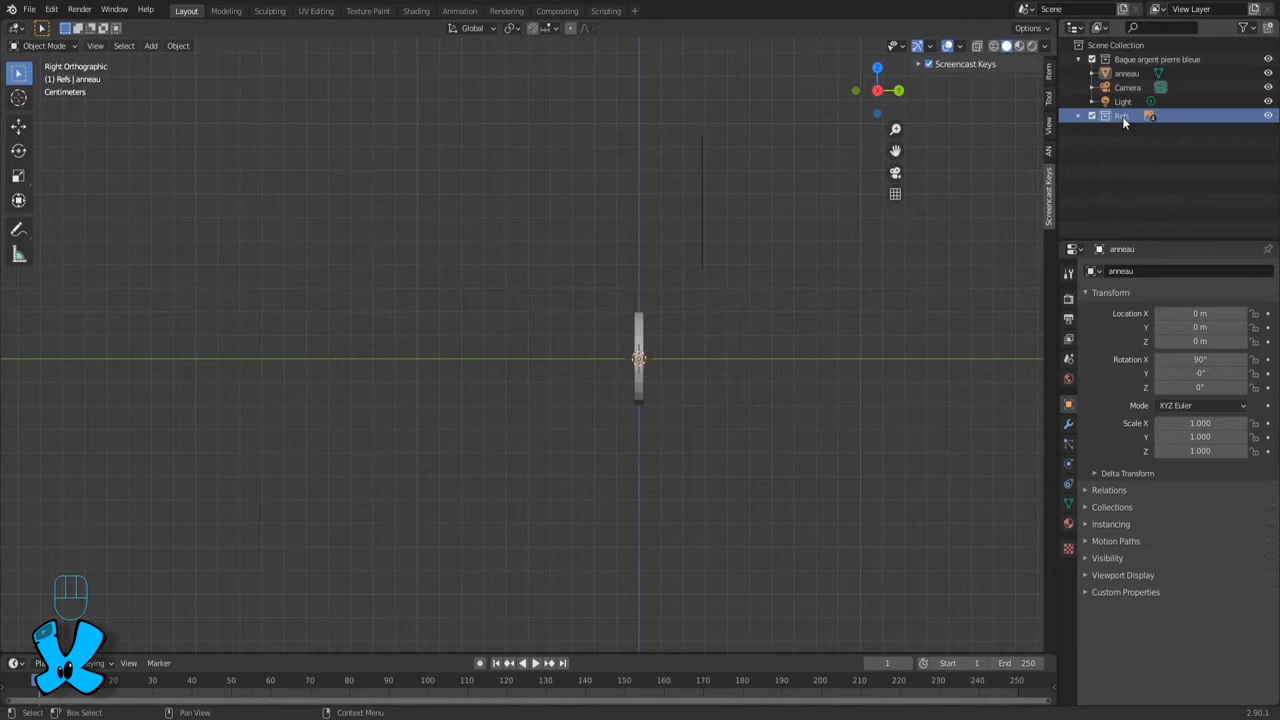 File Edit Render Window Help
Layout Modeling Sculpting UV Editing Texture Paint Shading Animation Rendering Compositing Scripting +
Scene
View Layer
Global
Options
Object Mode View Select Add Object
Right Orthographic
(1) Refs | anneau
Centimeters
Screencast Keys
Z
X
Y
Item
Tool
View
AN
Screencast Keys
Scene Collection
Bague argent pierre bleue
anneau
Camera
Light
anneau
anneau
Transform
Location X 0 m
Y 0 m
Z 0 m
Rotation X 90°
Y -0°
Z 0°
Mode XYZ Euler
Scale X 1.000
Y 1.000
Z 1.000
Delta Transform
Relations
Collections
Instancing
Motion Paths
Visibility
Viewport Display
Custom Properties
View Marker
1 Start 1 End 250
20 30 40 50 60 70 80 90 100 110 120 130 140 150 160 170 180 190 200 210 220 230 240 250
Select Box Select Pan View Context Menu 2.90.1